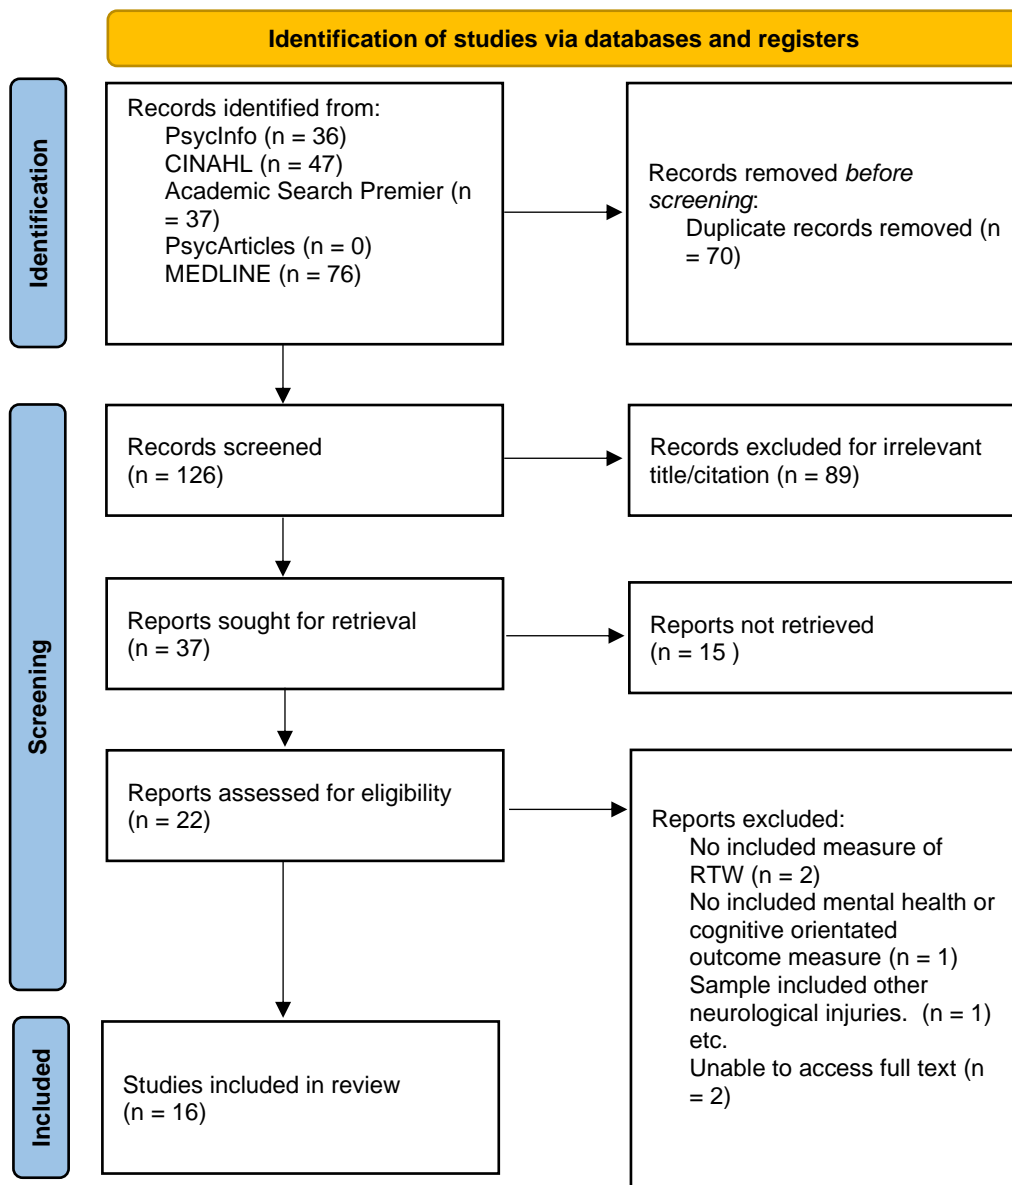 Identification of studies via databases and registers
Identification
Records identified from:
PsycInfo (n = 36)
CINAHL (n = 47)
Academic Search Premier (n
= 37)
PsycArticles (n = 0)
MEDLINE (n = 76)
Records removed before
screening:
Duplicate records removed (n
= 70)
Screening
Records screened
(n = 126)
Records excluded for irrelevant
title/citation (n = 89)
Reports sought for retrieval
(n = 37)
Reports not retrieved
(n = 15 )
Reports assessed for eligibility
(n = 22)
Reports excluded:
No included measure of
RTW (n = 2)
No included mental health or
cognitive orientated
outcome measure (n = 1)
Sample included other
neurological injuries.  (n = 1)
etc.
Unable to access full text (n
= 2)
Included
Studies included in review
(n = 16)